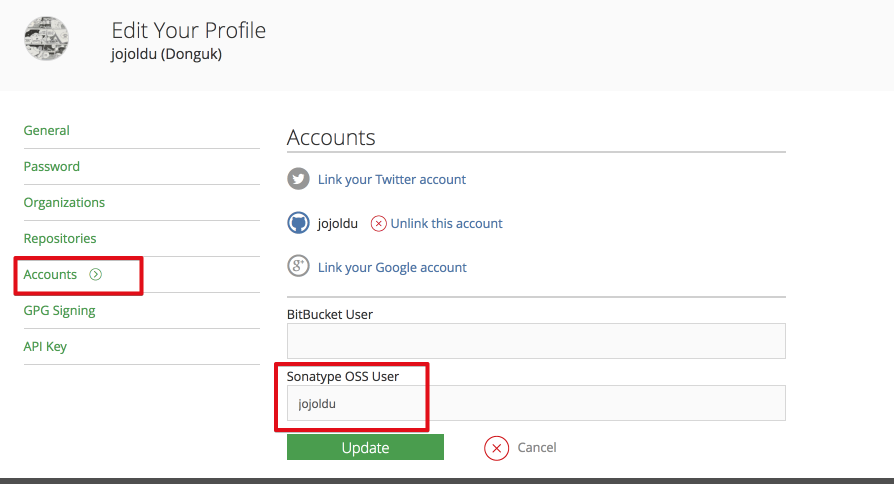 Edit Your Profile
jojoldu (Donguk)
General
Password
Organizations
Repositories
Accounts
GPG Signing
API Key
Accounts
Link your Twitter account
jojoldu Unlink this account
g+ Link your Google account
BitBucket User
Sonatype OSS User
jojoldu
Update Cancel